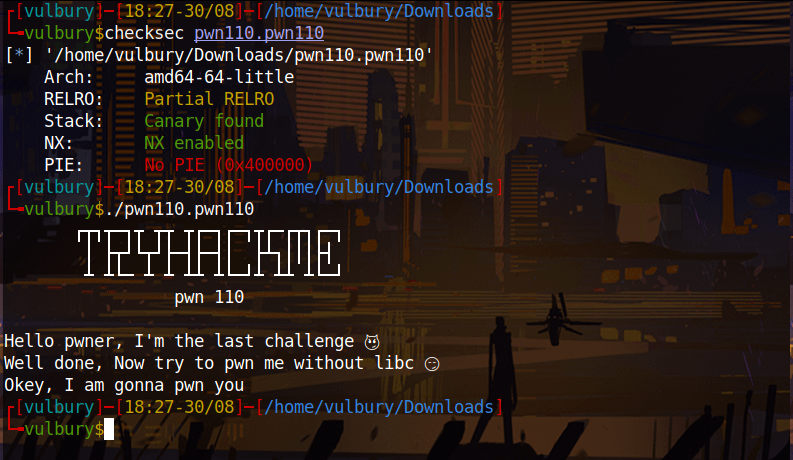 [vulbury]─[18:27-30/08]─[/home/vulbury/Downloads]
vulbury$checksec pwn110.pwn110
[*] '/home/vulbury/Downloads/pwn110.pwn110'
Arch: amd64-64-little
RELRO: Partial RELRO
Stack: Canary found
NX: NX enabled
PIE: No PIE (0x400000)
[vulbury]─[18:27-30/08]─[/home/vulbury/Downloads]
vulbury$./pwn110.pwn110
TRYHACKME
pwn 110
Hello pwner, I'm the last challenge 😼
Well done, Now try to pwn me without libc 😏
Okey, I am gonna pwn you
[vulbury]─[18:27-30/08]─[/home/vulbury/Downloads]
vulbury$